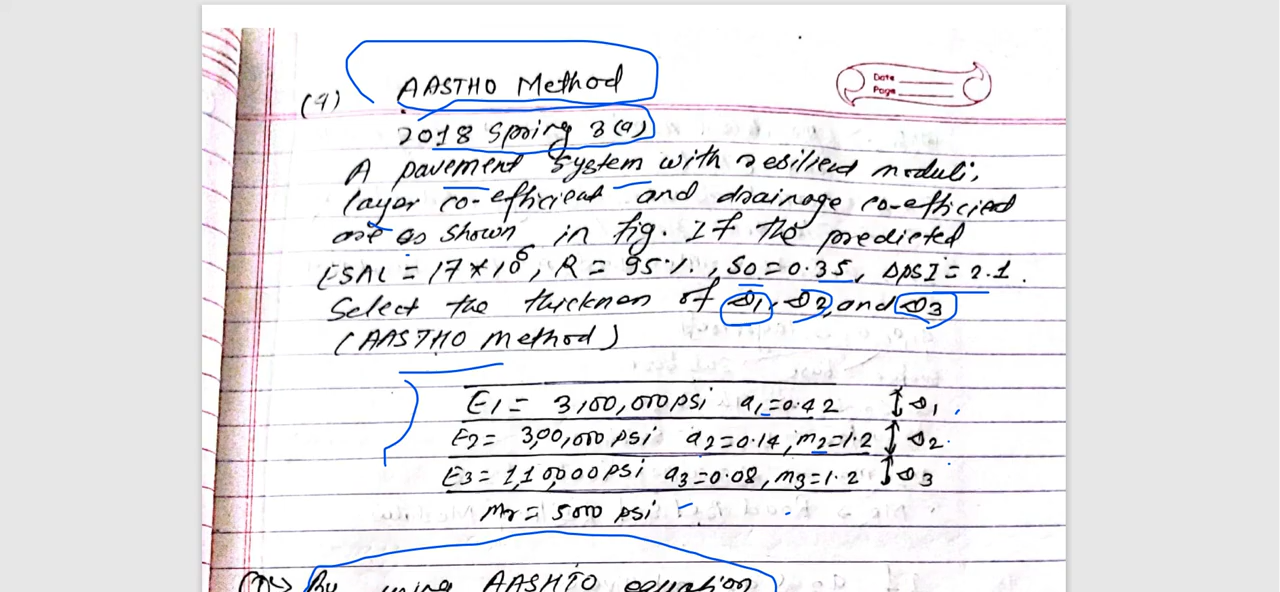 Date
Page
(9) AASTHO Method
2018 Spring 3(a)
A pavement system with resilient moduli,
layer co-efficient and drainage co-efficient
are as shown in fig. If the predicted
ESAL = 17*10^6, R = 95%, So = 0.35, ΔPSI = 2.1.
Select the thicknen of D1, D2, and D3
(AASTHO method)
E1 = 3,100,000 psi a1=0.42 D1
E2= 3,00,000 psi a2=0.14, m2=1.2 D2.
E3= 1,10,000 psi a3=0.08, m3=1.2 D3
Mr = 5000 psi
By using AASHTO equation